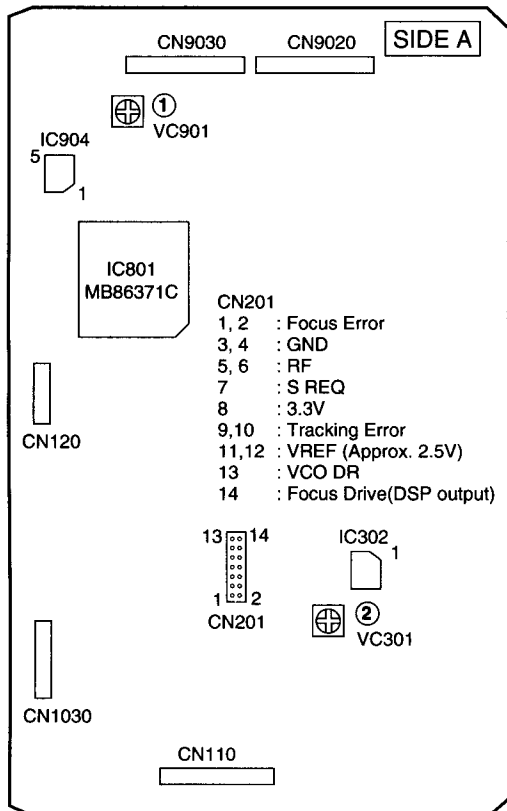 CN9030
CN9020
SIDE A
1
VC901
IC904
5
1
IC801
MB86371C
CN201
1, 2 : Focus Error
3, 4 : GND
5, 6 : RF
7 : S REQ
8 : 3.3V
9,10 : Tracking Error
11,12 : VREF (Approx. 2.5V)
13 : VCO DR
14 : Focus Drive(DSP output)
CN120
13 14
1 2
CN201
IC302
1
2
VC301
CN1030
CN110